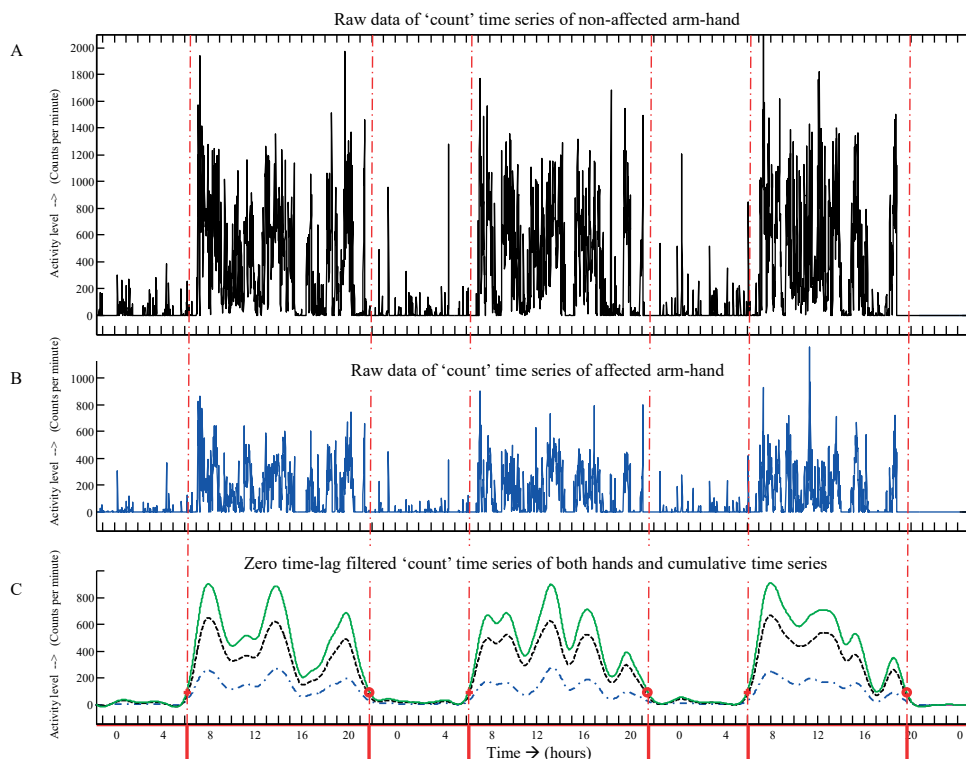 Raw data of ‘count’ time series of non-affected arm-hand
A
Activity level --> (Counts per minute)
2000
1800
1600
1400
1200
1000
800
600
400
200
0
B
Raw data of ‘count’ time series of affected arm-hand
Activity level --> (Counts per minute)
1000
800
600
400
200
0
Zero time-lag filtered ‘count’ time series of both hands and cumulative time series
C
Activity level --> (Counts per minute)
800
600
400
200
0
0 4 8 12 16 20 0 4 8 12 16 20 0 4 8 12 16 20 0
Time → (hours)